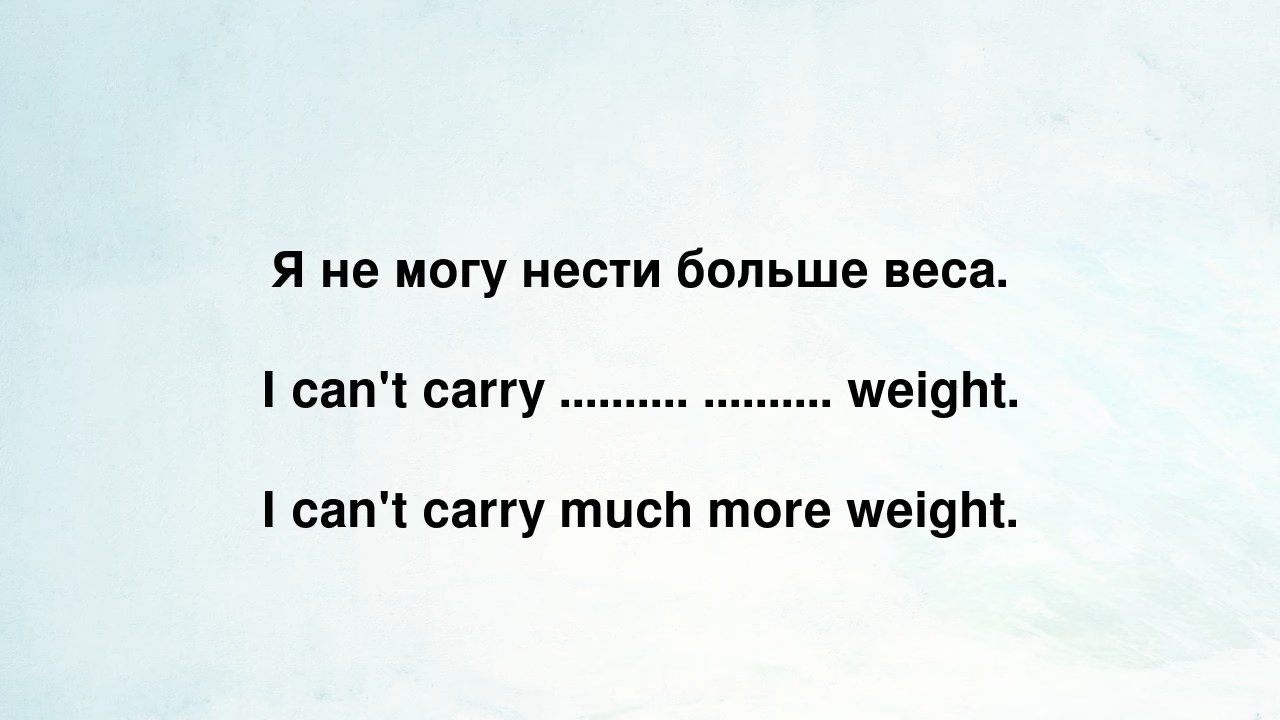 Я не могу нести больше веса.
I can't carry .......... .......... weight.
I can't carry much more weight.